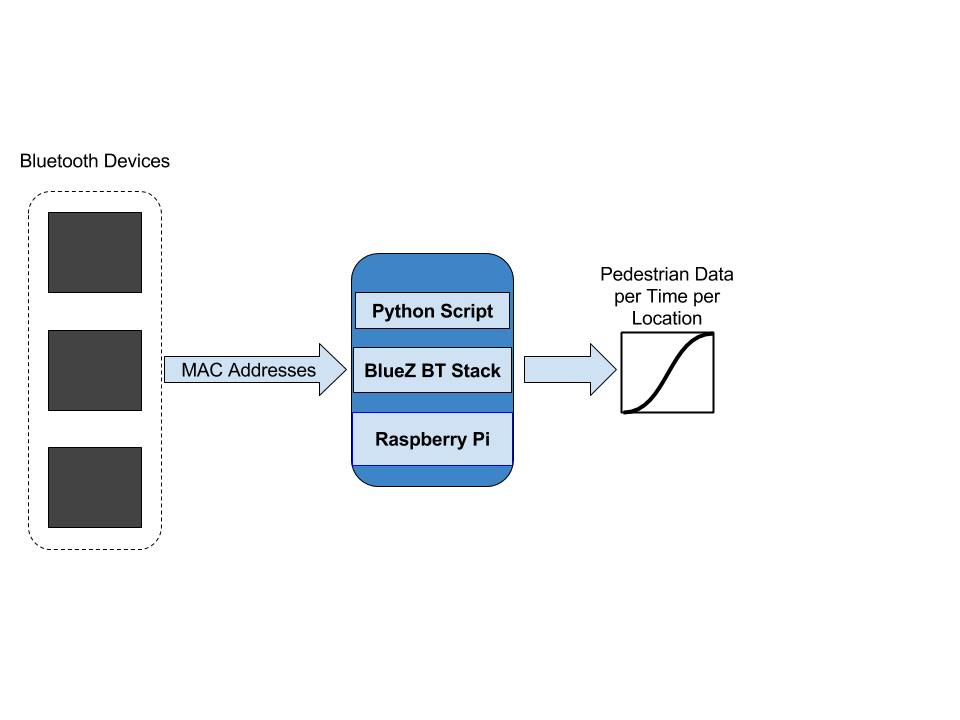 Bluetooth Devices
MAC Addresses
Python Script
BlueZ BT Stack
Raspberry Pi
Pedestrian Data
per Time per
Location